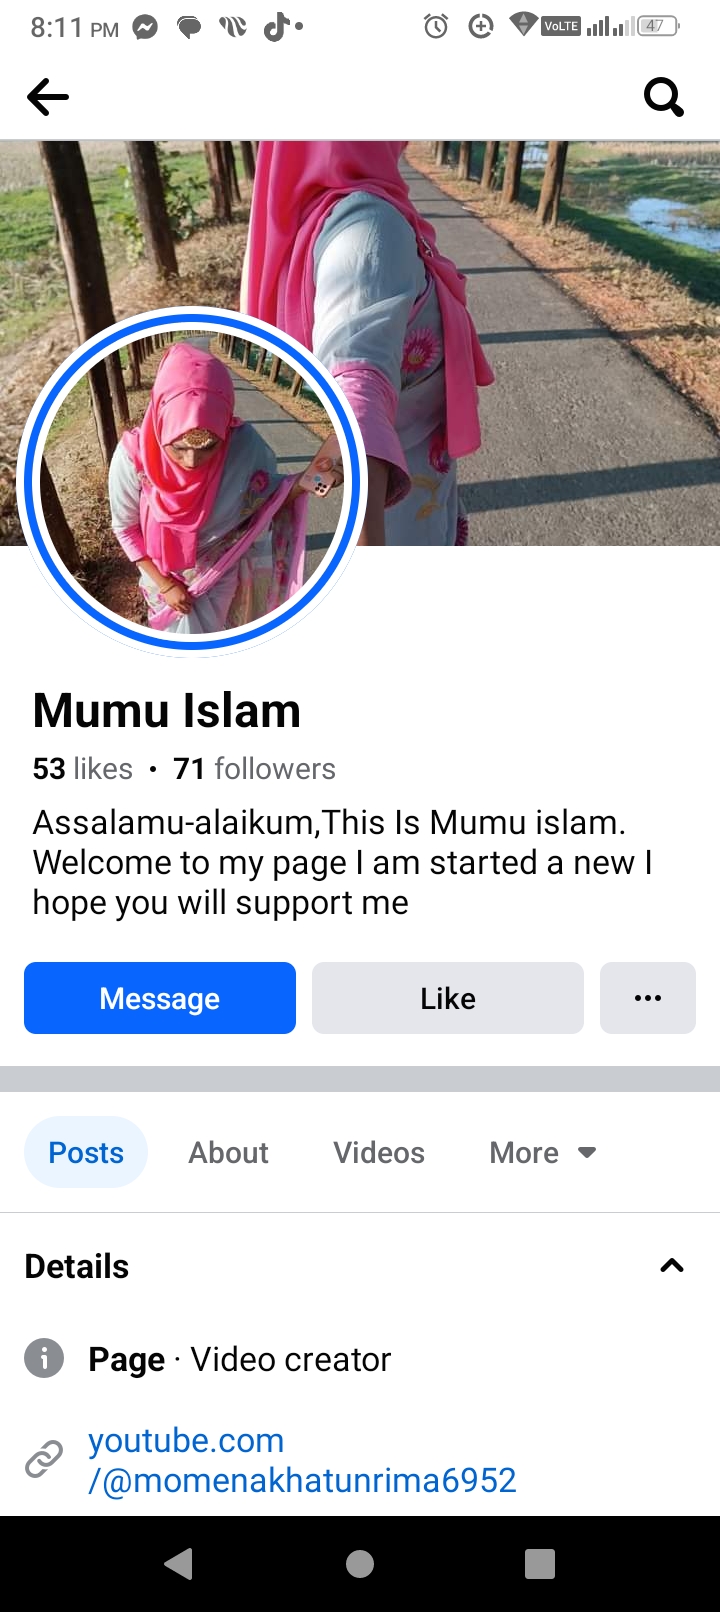 8:11 PM
VoLTE
47
Mumu Islam
53 likes • 71 followers
Assalamu-alaikum,This Is Mumu islam.
Welcome to my page I am started a new I
hope you will support me
Message
Like
Posts
About
Videos
More
Details
Page · Video creator
youtube.com
/@momenakhatunrima6952